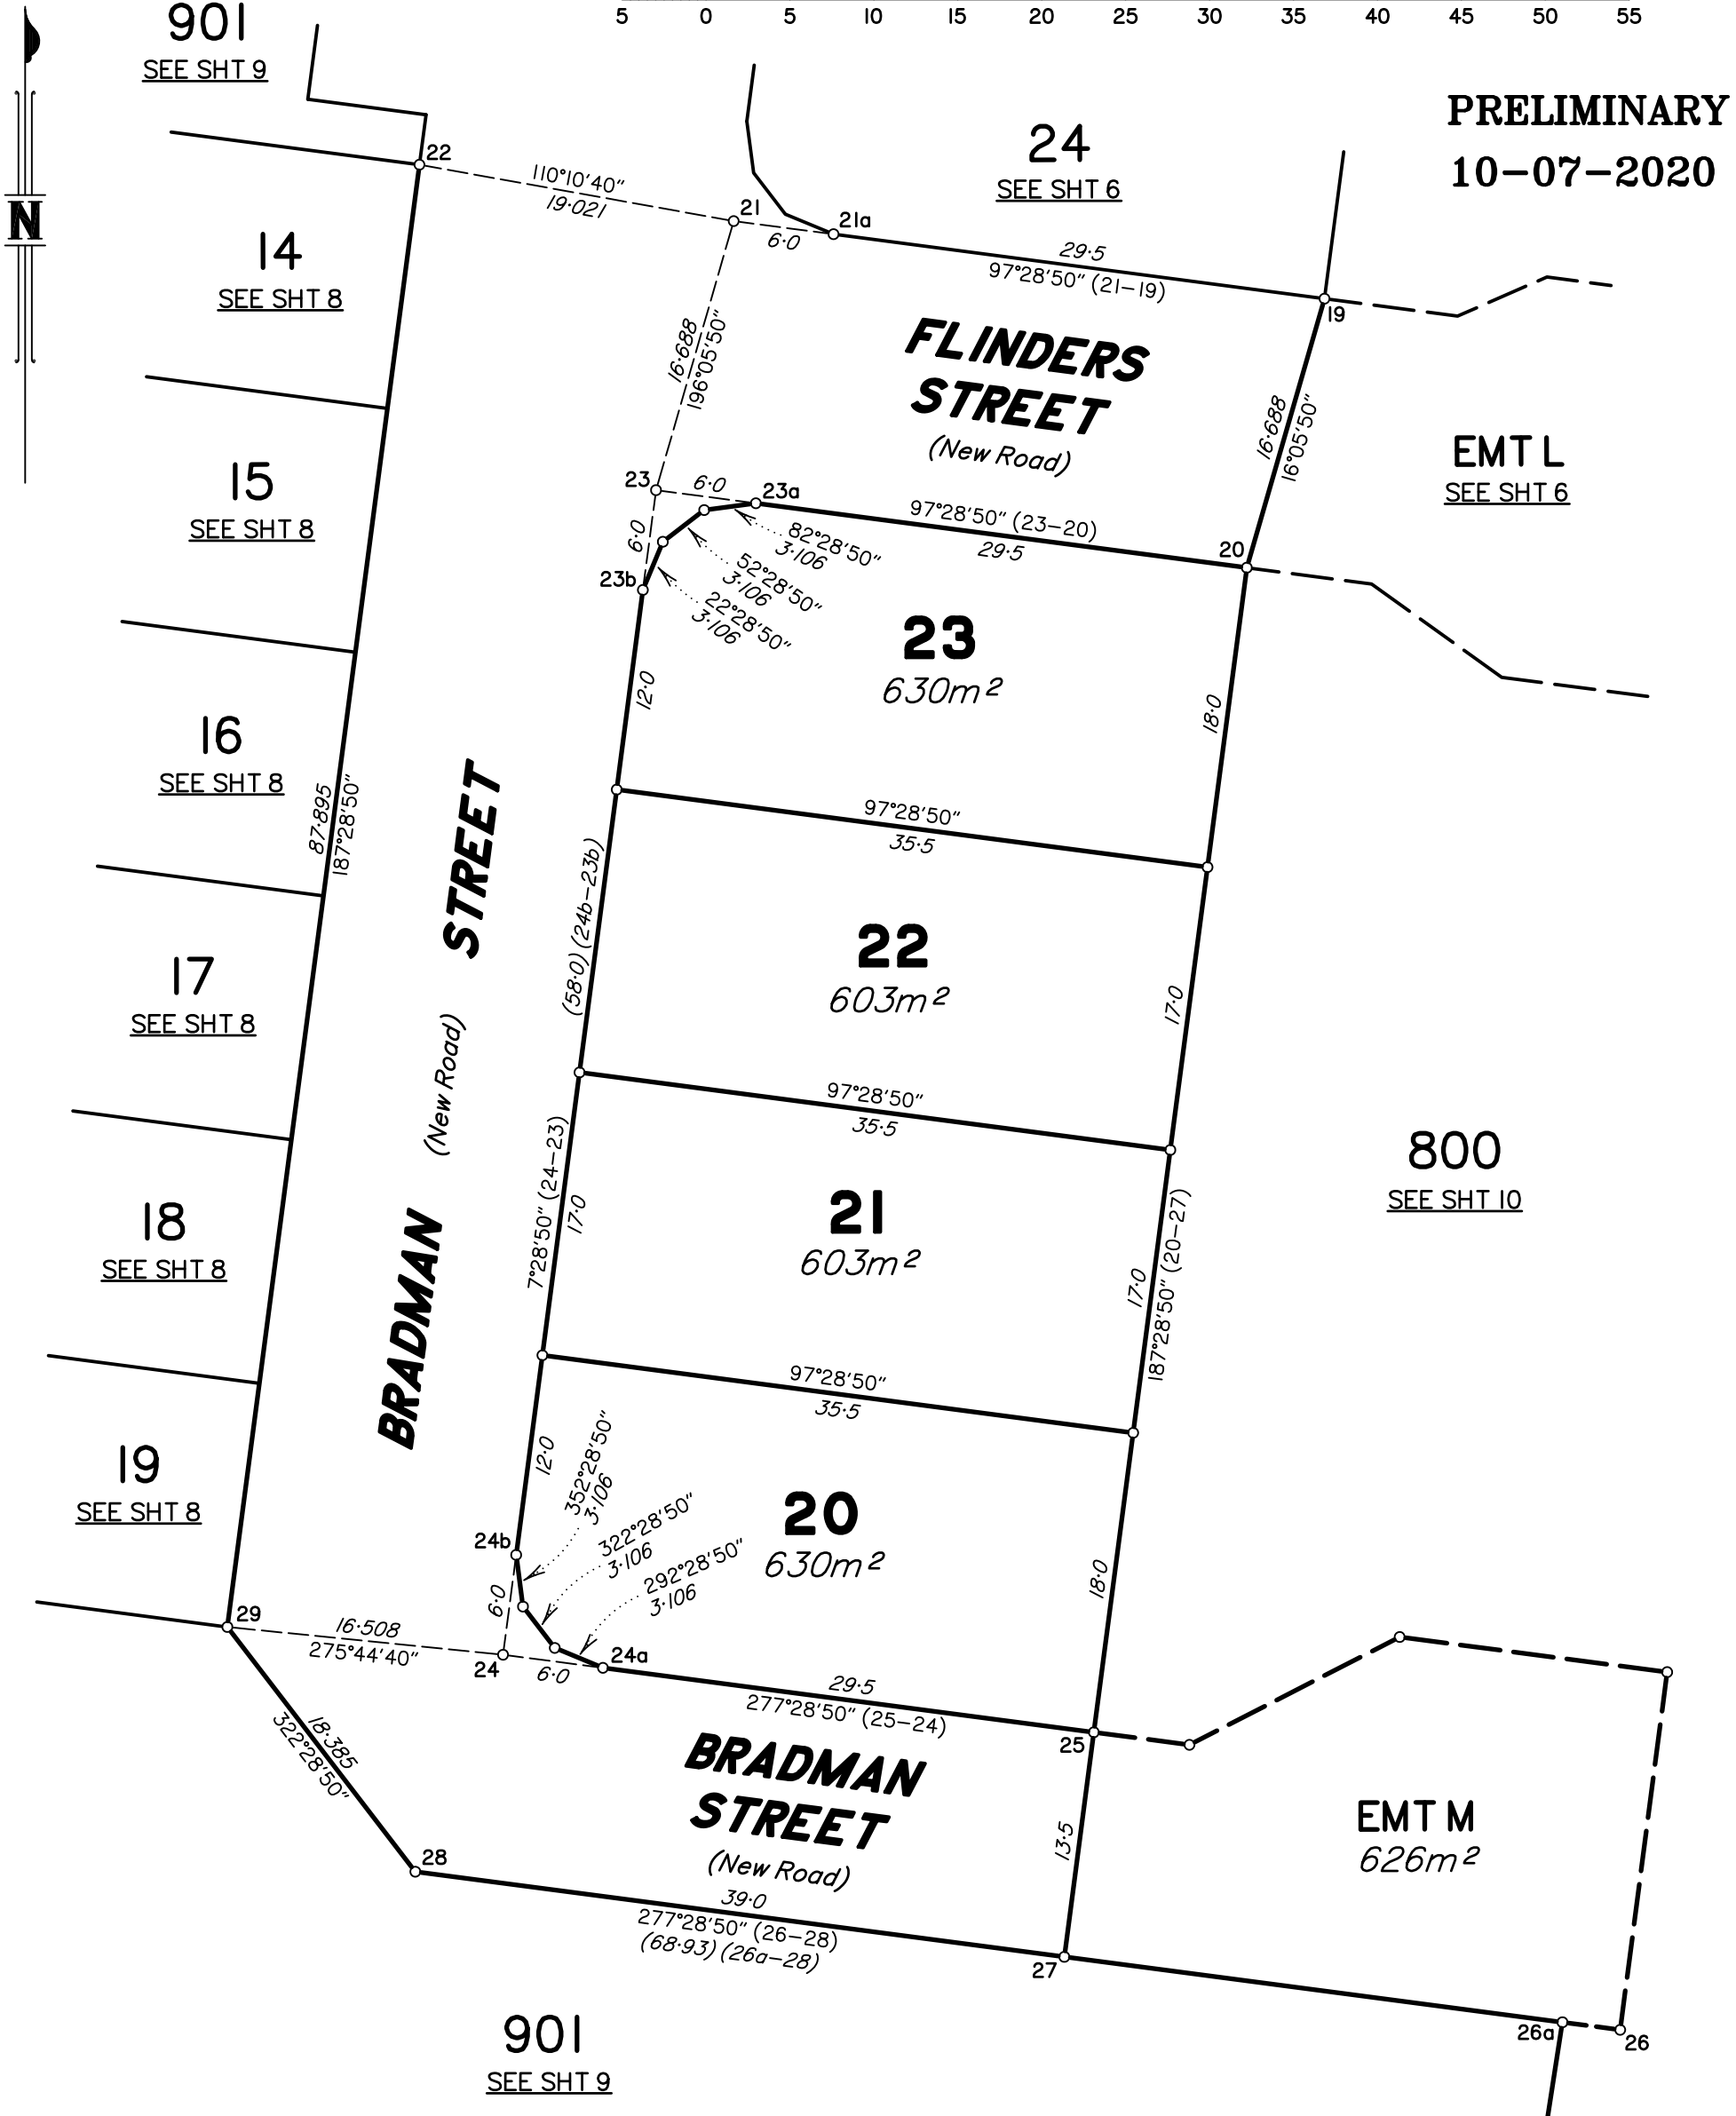 5 0 5 10 15 20 25 30 35 40 45 50 55
901
SEE SHT 9
PRELIMINARY
10-07-2020
N
24
SEE SHT 6
22
110°10'40"
19·021
21
6·0
21a
29·5
97°28'50" (21-19)
19
14
SEE SHT 8
16·688
196°05'50"
FLINDERS
STREET
(New Road)
16·688
16°05'50"
EMT L
SEE SHT 6
15
SEE SHT 8
23
6·0
23a
97°28'50" (23-20)
29·5
20
6·0
23b
82°28'50"
3·106
52°28'50"
3·106
22°28'50"
3·106
23
630m²
12·0
18·0
16
SEE SHT 8
87·895
187°28'50"
97°28'50"
35·5
STREET
(58·0) (24b-23b)
22
603m²
17·0
17
SEE SHT 8
(New Road)
97°28'50"
35·5
7°28'50" (24-23)
17·0
21
603m²
17·0
187°28'50" (20-27)
800
SEE SHT 10
18
SEE SHT 8
BRADMAN
97°28'50"
35·5
12·0
352°28'50"
3·106
322°28'50"
3·106
292°28'50"
3·106
20
630m²
18·0
19
SEE SHT 8
24b
6·0
29
16·508
275°44'40"
24
6·0
24a
29·5
277°28'50" (25-24)
25
18·385
322°28'50"
BRADMAN
STREET
(New Road)
13·5
EMT M
626m²
28
39·0
277°28'50" (26-28)
(68·93) (26a-28)
27
26a
26
901
SEE SHT 9